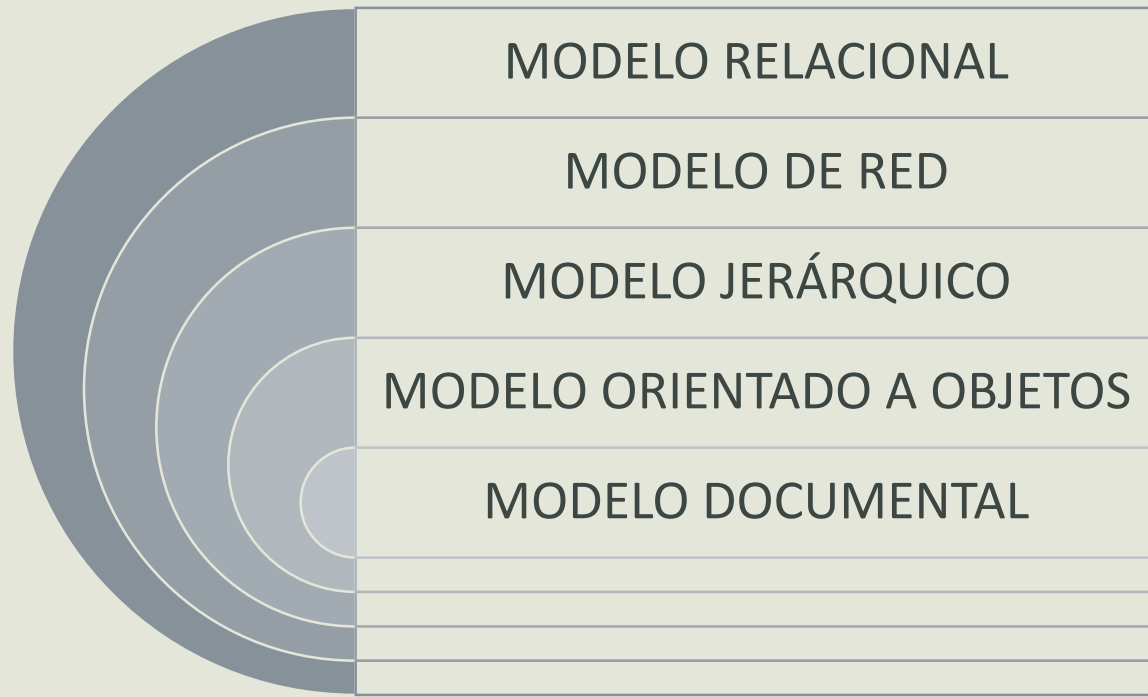 MODELO RELACIONAL
MODELO DE RED
MODELO JERÁRQUICO
MODELO ORIENTADO A OBJETOS
MODELO DOCUMENTAL